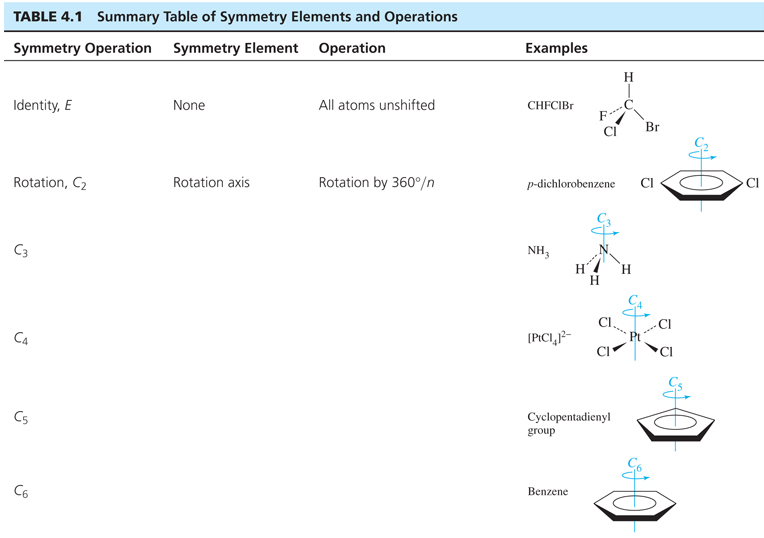 TABLE 4.1 Summary Table of Symmetry Elements and Operations
Symmetry Operation Symmetry Element Operation Examples
Identity, E None All atoms unshifted CHFClBr
H
C
F
Cl
Br
Rotation, C₂ Rotation axis Rotation by 360°/n p-dichlorobenzene
C₂
Cl Cl
C₃ NH₃
C₃
N
H H
H
C₄ [PtCl₄]²⁻
C₄
Cl Cl
Pt
Cl Cl
C₅ Cyclopentadienyl
group
C₅
C₆ Benzene
C₆